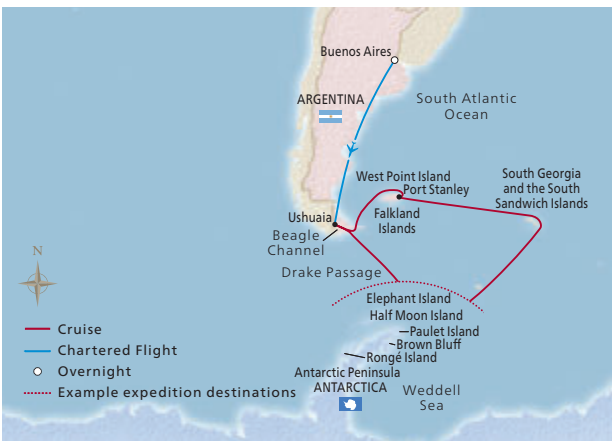 Buenos Aires
ARGENTINA
South Atlantic
Ocean
West Point Island
Port Stanley
South Georgia
and the South
Sandwich Islands
Ushuaia
Falkland
Islands
Beagle
Channel
Drake Passage
N
Elephant Island
Half Moon Island
Paulet Island
Brown Bluff
Rongé Island
Antarctic Peninsula
ANTARCTICA
Weddell
Sea
Cruise
Chartered Flight
Overnight
Example expedition destinations